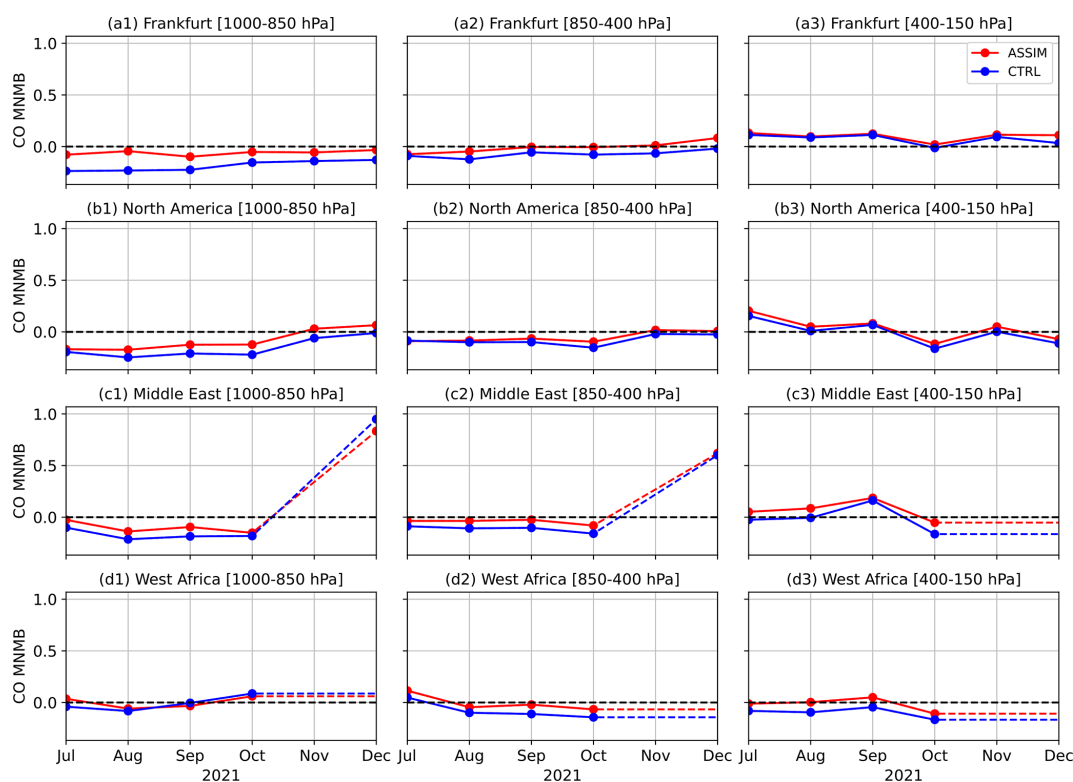 (a1) Frankfurt [1000-850 hPa]
(a2) Frankfurt [850-400 hPa]
(a3) Frankfurt [400-150 hPa]
1.0
0.5
0.0
CO MNMB
ASSIM
CTRL
(b1) North America [1000-850 hPa]
(b2) North America [850-400 hPa]
(b3) North America [400-150 hPa]
1.0
0.5
0.0
CO MNMB
(c1) Middle East [1000-850 hPa]
(c2) Middle East [850-400 hPa]
(c3) Middle East [400-150 hPa]
1.0
0.5
0.0
CO MNMB
(d1) West Africa [1000-850 hPa]
(d2) West Africa [850-400 hPa]
(d3) West Africa [400-150 hPa]
1.0
0.5
0.0
CO MNMB
Jul Aug Sep Oct Nov Dec
2021
Jul Aug Sep Oct Nov Dec
2021
Jul Aug Sep Oct Nov Dec
2021